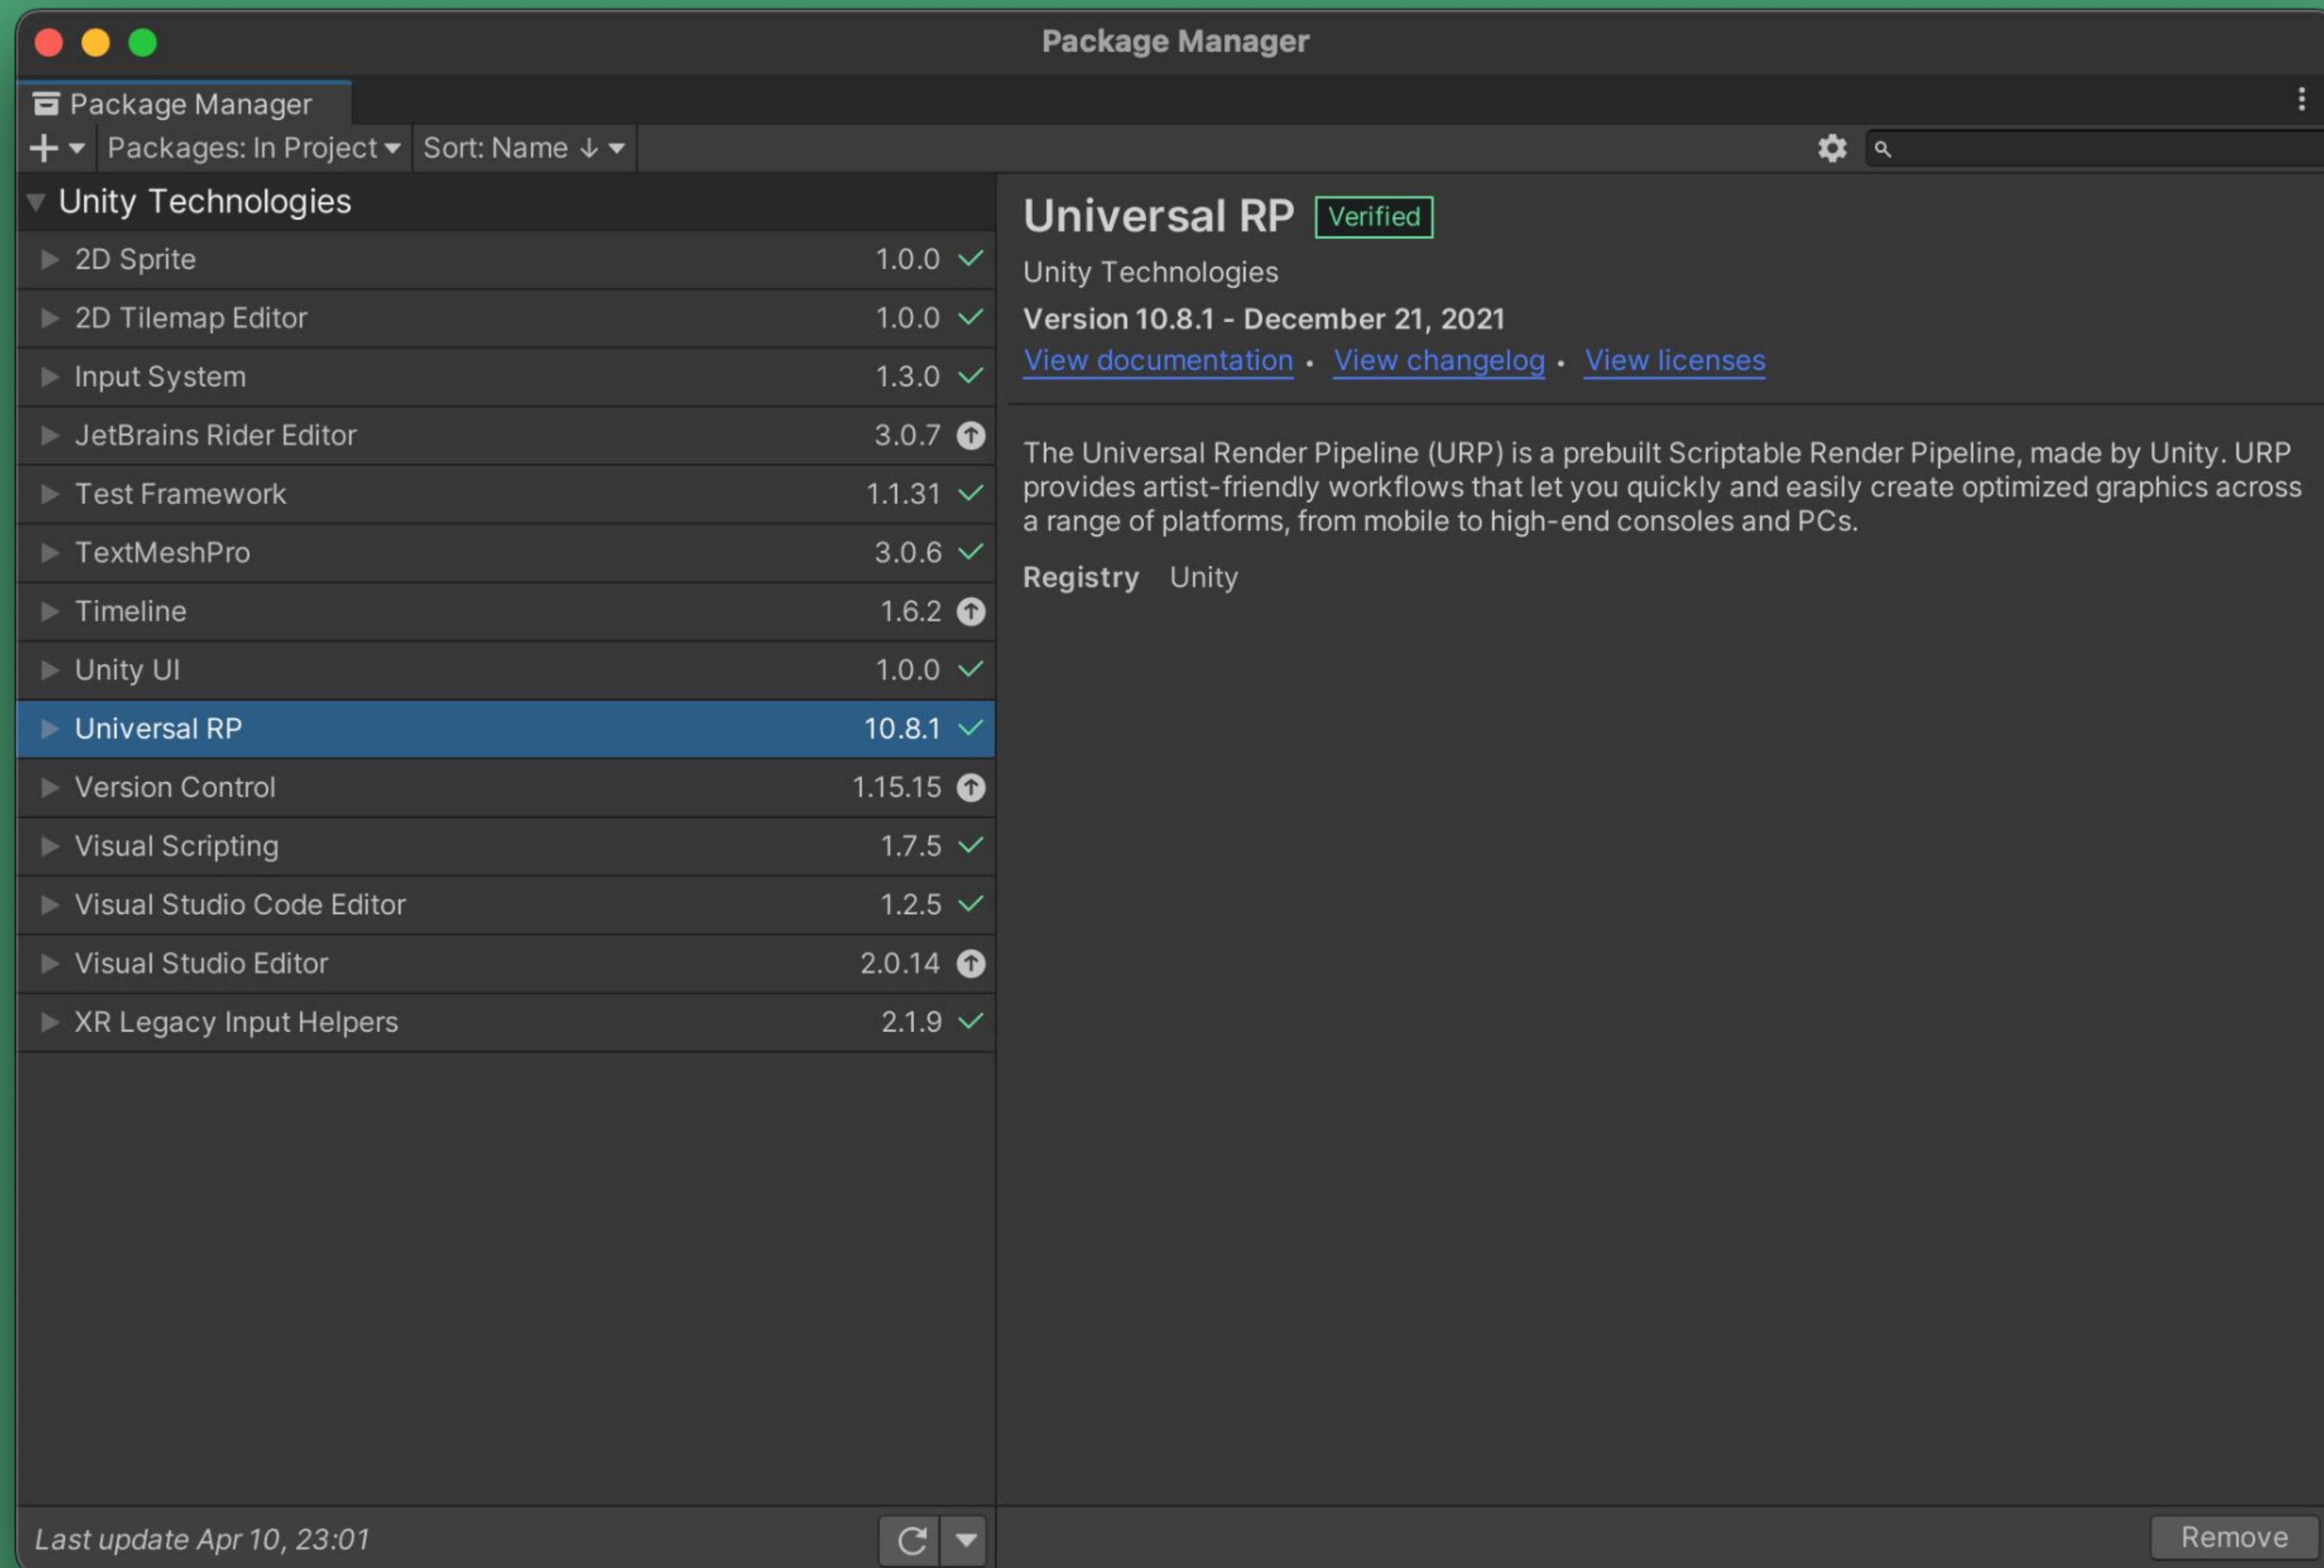 Package Manager
Package Manager
Packages: In Project Sort: Name ↓
Unity Technologies
2D Sprite 1.0.0
2D Tilemap Editor 1.0.0
Input System 1.3.0
JetBrains Rider Editor 3.0.7
Test Framework 1.1.31
TextMeshPro 3.0.6
Timeline 1.6.2
Unity UI 1.0.0
Universal RP 10.8.1
Version Control 1.15.15
Visual Scripting 1.7.5
Visual Studio Code Editor 1.2.5
Visual Studio Editor 2.0.14
XR Legacy Input Helpers 2.1.9
Last update Apr 10, 23:01
Universal RP Verified
Unity Technologies
Version 10.8.1 - December 21, 2021
View documentation • View changelog • View licenses
The Universal Render Pipeline (URP) is a prebuilt Scriptable Render Pipeline, made by Unity. URP
provides artist-friendly workflows that let you quickly and easily create optimized graphics across
a range of platforms, from mobile to high-end consoles and PCs.
Registry Unity
Remove